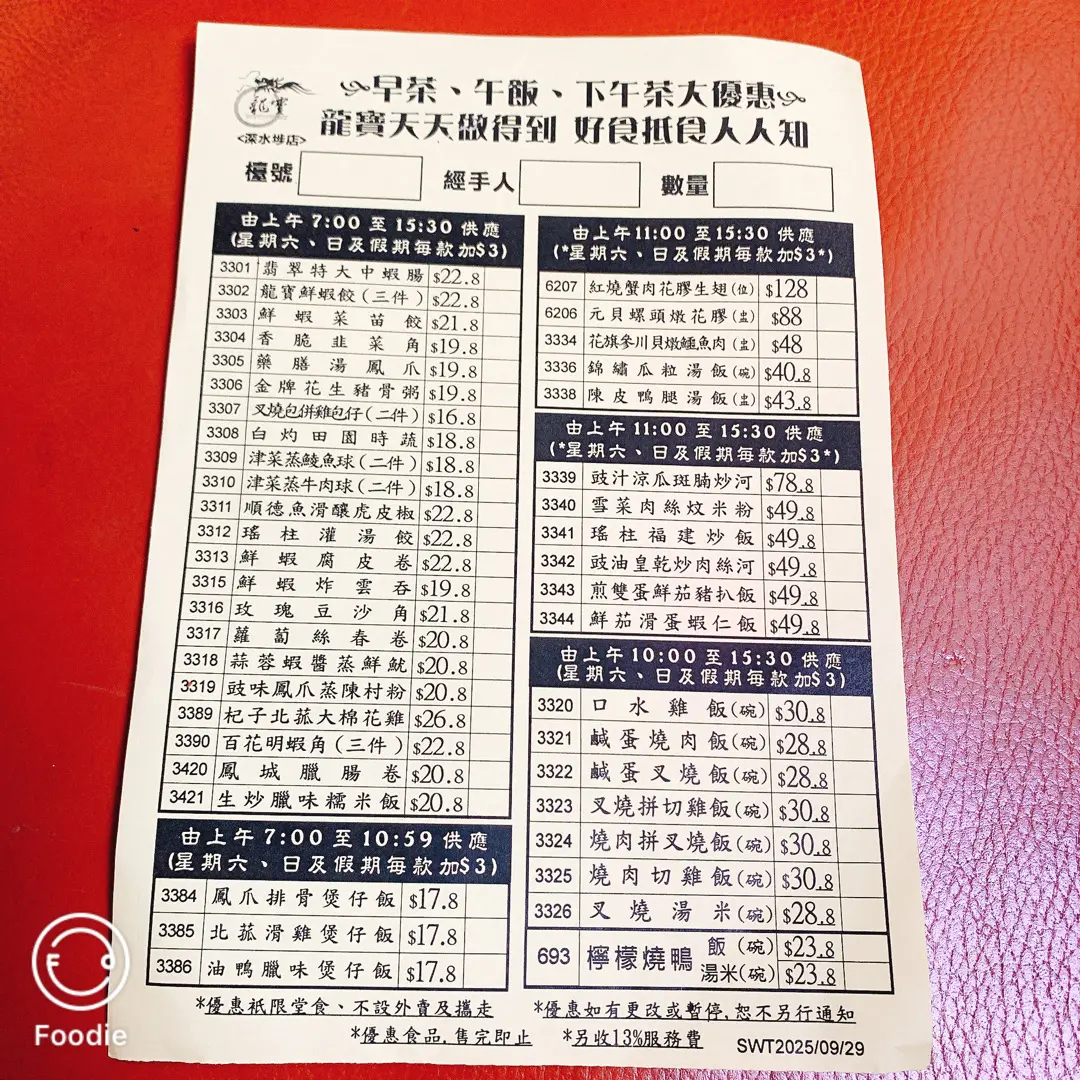 早茶、午飯、下午茶大優惠
龍寶天天做得到 好食抵食人人知
龍寶
<深水埗店>
檯號 經手人 數量
由上午 7:00 至 15:30 供應
(星期六、日及假期每款加$3)
3301 翡翠特大中蝦腸 $22.8
3302 龍寶鮮蝦餃(三件) $22.8
3303 鮮蝦菜苗餃 $21.8
3304 香脆韭菜角 $19.8
3305 藥膳湯鳳爪 $19.8
3306 金牌花生豬骨粥 $19.8
3307 叉燒包併雞包仔(二件) $16.8
3308 白灼田園時蔬 $18.8
3309 津菜蒸鯪魚球(二件) $18.8
3310 津菜蒸牛肉球(二件) $18.8
3311 順德魚滑釀虎皮椒 $22.8
3312 瑤柱灌湯餃 $22.8
3313 鮮蝦腐皮卷 $22.8
3315 鮮蝦炸雲吞 $19.8
3316 玫瑰豆沙角 $21.8
3317 蘿蔔絲春卷 $20.8
3318 蒜蓉蝦醬蒸鮮魷 $20.8
3319 豉味鳳爪蒸陳村粉 $20.8
3389 杞子北菰大棉花雞 $26.8
3390 百花明蝦角(三件) $22.8
3420 鳳城臘腸卷 $20.8
3421 生炒臘味糯米飯 $20.8
由上午 7:00 至 10:59 供應
(星期六、日及假期每款加$3)
3384 鳳爪排骨煲仔飯 $17.8
3385 北菰滑雞煲仔飯 $17.8
3386 油鴨臘味煲仔飯 $17.8
由上午11:00 至 15:30 供應
(*星期六、日及假期每款加$3*)
6207 紅燒蟹肉花膠生翅(位) $128
6206 元貝螺頭燉花膠(盅) $88
3334 花旗參川貝燉鱷魚肉(盅) $48
3336 錦繡瓜粒湯飯(碗) $40.8
3338 陳皮鴨腿湯飯(盅) $43.8
由上午11:00 至 15:30 供應
(*星期六、日及假期每款加$3*)
3339 豉汁涼瓜斑腩炒河 $78.8
3340 雪菜肉絲炆米粉 $49.8
3341 瑤柱福建炒飯 $49.8
3342 豉油皇乾炒肉絲河 $49.8
3343 煎雙蛋鮮茄豬扒飯 $49.8
3344 鮮茄滑蛋蝦仁飯 $49.8
由上午 10:00 至 15:30 供應
(星期六、日及假期每款加$3)
3320 口水雞飯(碗) $30.8
3321 鹹蛋燒肉飯(碗) $28.8
3322 鹹蛋叉燒飯(碗) $28.8
3323 叉燒拼切雞飯(碗) $30.8
3324 燒肉拼叉燒飯(碗) $30.8
3325 燒肉切雞飯(碗) $30.8
3326 叉燒湯米(碗) $28.8
693 檸檬燒鴨 飯(碗) $23.8
湯米(碗) $23.8
*優惠衹限堂食、不設外賣及攜走 *優惠如有更改或暫停,恕不另行通知
*優惠食品,售完即止 *另收13%服務費 SWT2025/09/29
Foodie